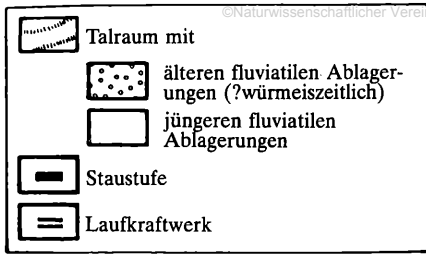 ©Naturwissenschaftlicher Verei
Talraum mit
älteren fluviatilen Ablager-
ungen (?würmeiszeitlich)
jüngeren fluviatilen
Ablagerungen
Staustufe
Laufkraftwerk